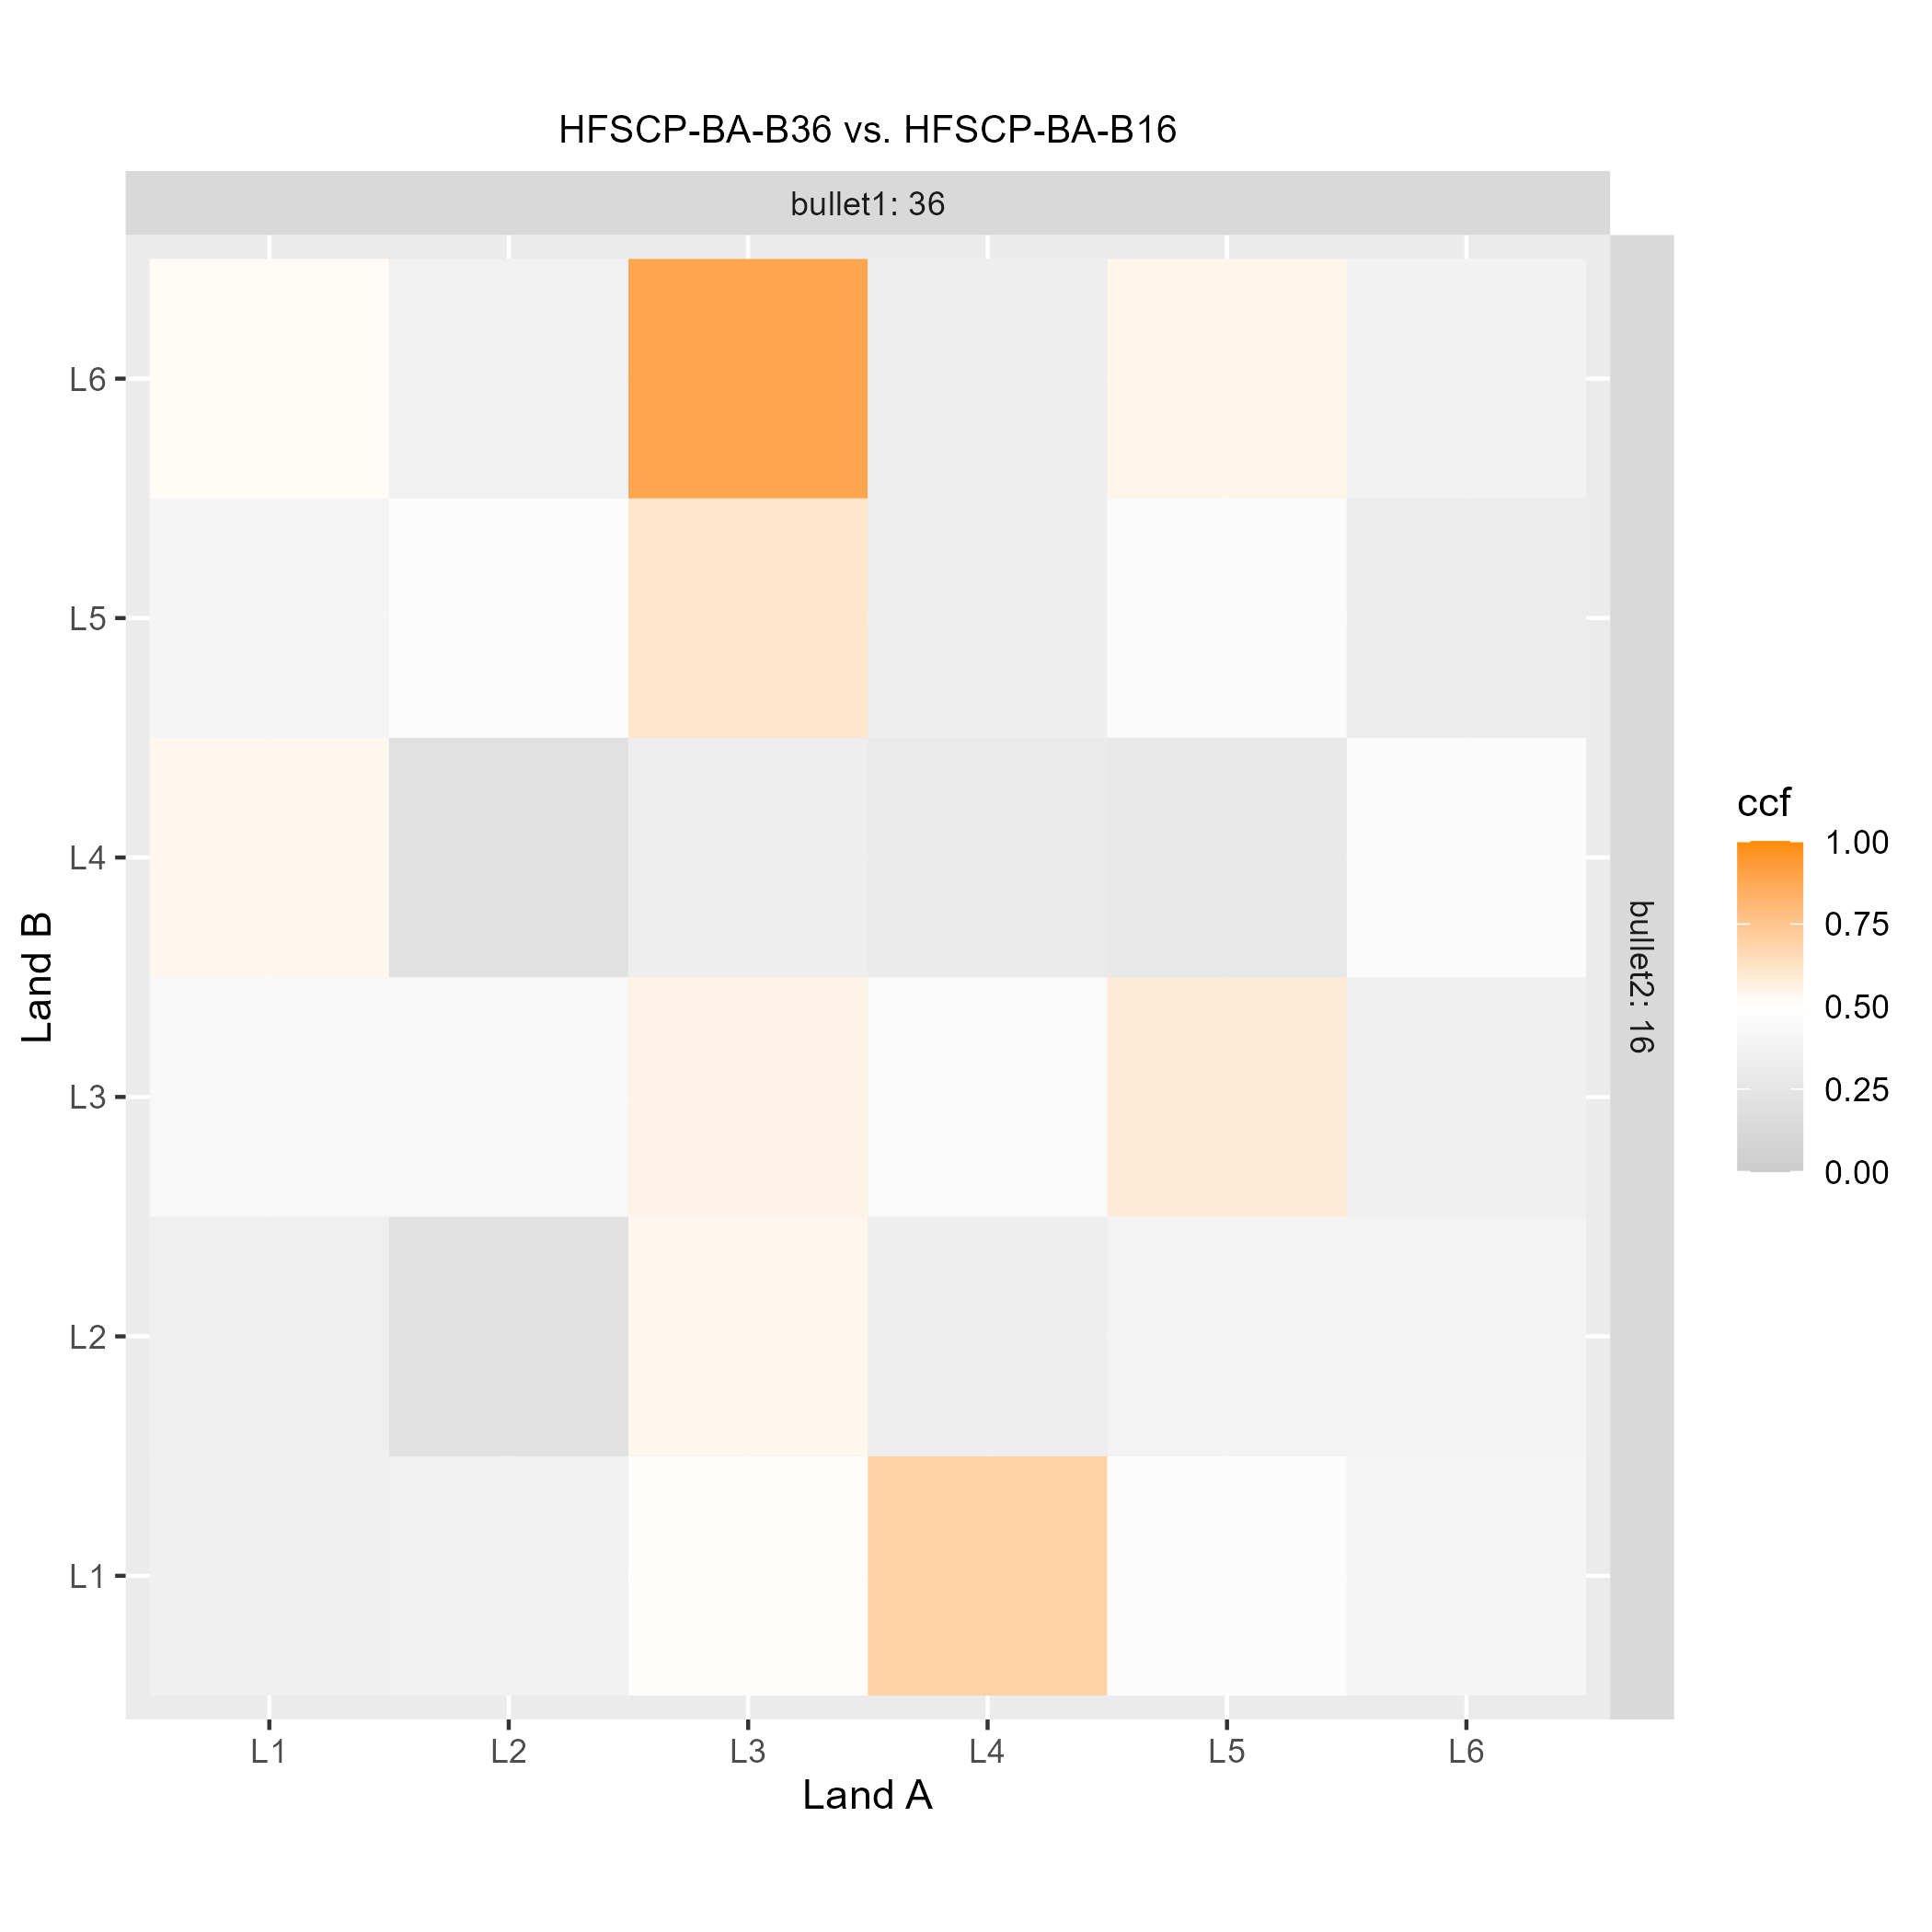 HFSCP-BA-B36 vs. HFSCP-BA-B16
bullet1: 36
L6
L5
L4
L3
L2
L1
Land B
bullet2: 16
L1 L2 L3 L4 L5 L6
Land A
ccf
1.00
0.75
0.50
0.25
0.00